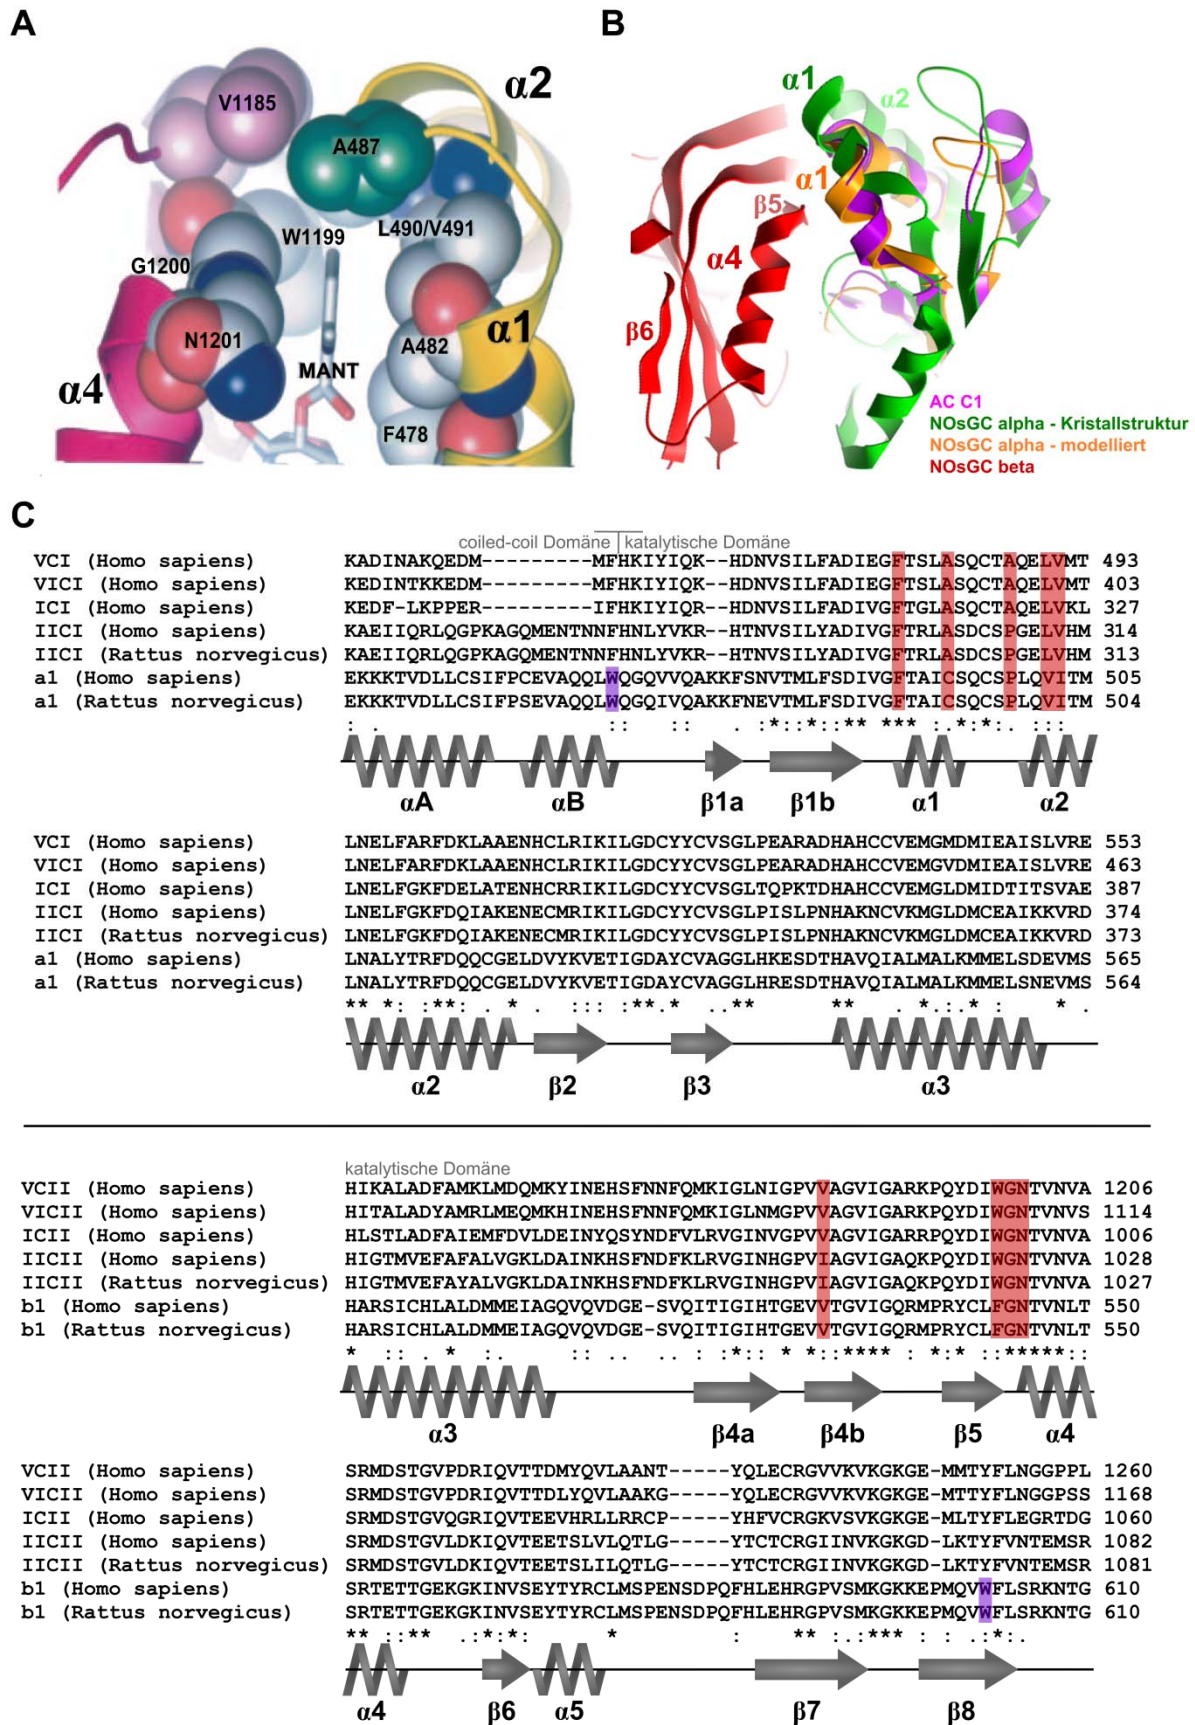 A
V1185
A487
α2
W1199
L490/V491
G1200
N1201
A482
α1
MANT
α4
F478
B
α1
α2
α1
β5
α4
β6
AC C1
NOsGC alpha - Kristallstruktur
NOsGC alpha - modelliert
NOsGC beta
C
coiled-coil Domäne katalytische Domäne
VCI (Homo sapiens) KADINAKQEDM---------MFHKIYIQK--HDNVSILFADIEGFTSLASQCTAQELVMT 493
VICI (Homo sapiens) KEDINTKKEDM---------MFHKIYIQK--HDNVSILFADIEGFTSLASQCTAQELVMT 403
ICI (Homo sapiens) KEDF-LKPPER---------IFHKIYIQR--HDNVSILFADIVGFTGLASQCTAQELVKL 327
IICI (Homo sapiens) KAEIIQRLQGPKAGQMENTNNFHNLYVKR--HTNVSILYADIVGFTRLASDCSPGELVHM 314
IICI (Rattus norvegicus) KAEIIQRLQGPKAGQMENTNNFHNLYVKR--HTNVSILYADIVGFTRLASDCSPGELVHM 313
a1 (Homo sapiens) EKKKTVDLLCSIFPCEVAQQLWQGQVVQAKKFSNVTMLFSDIVGFTAICSQCSPLQVITM 505
a1 (Rattus norvegicus) EKKKTVDLLCSIFPSEVAQQLWQGQIVQAKKFNEVTMLFSDIVGFTAICSQCSPLQVITM 504
: . :: :: . :*::*::** *** :.*:*:. :: :
αA αB β1a β1b α1 α2
VCI (Homo sapiens) LNELFARFDKLAAENHCLRIKILGDCYYCVSGLPEARADHAHCCVEMGMDMIEAISLVRE 553
VICI (Homo sapiens) LNELFARFDKLAAENHCLRIKILGDCYYCVSGLPEARADHAHCCVEMGVDMIEAISLVRE 463
ICI (Homo sapiens) LNELFGKFDELATENHCRRIKILGDCYYCVSGLTQPKTDHAHCCVEMGLDMIDTITSVAE 387
IICI (Homo sapiens) LNELFGKFDQIAKENECMRIKILGDCYYCVSGLPISLPNHAKNCVKMGLDMCEAIKKVRD 374
IICI (Rattus norvegicus) LNELFGKFDQIAKENECMRIKILGDCYYCVSGLPISLPNHAKNCVKMGLDMCEAIKKVRD 373
a1 (Homo sapiens) LNALYTRFDQQCGELDVYKVETIGDAYCVAGGLHKESDTHAVQIALMALKMMELSDEVMS 565
a1 (Rattus norvegicus) LNALYTRFDQQCGELDVYKVETIGDAYCVAGGLHRESDTHAVQIALMALKMMELSNEVMS 564
** *: :**: . * . :::: :**.* ..** ** . *.:.* : * .
α2 β2 β3 α3
katalytische Domäne
VCII (Homo sapiens) HIKALADFAMKLMDQMKYINEHSFNNFQMKIGLNIGPVVAGVIGARKPQYDIWGNTVNVA 1206
VICII (Homo sapiens) HITALADYAMRLMEQMKHINEHSFNNFQMKIGLNMGPVVAGVIGARKPQYDIWGNTVNVS 1114
ICII (Homo sapiens) HLSTLADFAIEMFDVLDEINYQSYNDFVLRVGINVGPVVAGVIGARRPQYDIWGNTVNVA 1006
IICII (Homo sapiens) HIGTMVEFAFALVGKLDAINKHSFNDFKLRVGINHGPVIAGVIGAQKPQYDIWGNTVNVA 1028
IICII (Rattus norvegicus) HIGTMVEFAYALVGKLDAINKHSFNDFKLRVGINHGPVIAGVIGAQKPQYDIWGNTVNVA 1027
b1 (Homo sapiens) HARSICHLALDMMEIAGQVQVDGE-SVQITIGIHTGEVVTGVIGQRMPRYCLFGNTVNLT 550
b1 (Rattus norvegicus) HARSICHLALDMMEIAGQVQVDGE-SVQITIGIHTGEVVTGVIGQRMPRYCLFGNTVNLT 550
* :: . * :. :: .. .. .: :*:: * *::**** : *:* ::*****::
α3 β4a β4b β5 α4
VCII (Homo sapiens) SRMDSTGVPDRIQVTTDMYQVLAANT-----YQLECRGVVKVKGKGE-MMTYFLNGGPPL 1260
VICII (Homo sapiens) SRMDSTGVPDRIQVTTDLYQVLAAKG-----YQLECRGVVKVKGKGE-MTTYFLNGGPSS 1168
ICII (Homo sapiens) SRMDSTGVQGRIQVTEEVHRLLRRCP-----YHFVCRGKVSVKGKGE-MLTYFLEGRTDG 1060
IICII (Homo sapiens) SRMDSTGVLDKIQVTEETSLVLQTLG-----YTCTCRGIINVKGKGD-LKTYFVNTEMSR 1082
IICII (Rattus norvegicus) SRMDSTGVLDKIQVTEETSLILQTLG-----YTCTCRGIINVKGKGD-LKTYFVNTEMSR 1081
b1 (Homo sapiens) SRTETTGEKGKINVSEYTYRCLMSPENSDPQFHLEHRGPVSMKGKKEPMQVWFLSRKNTG 610
b1 (Rattus norvegicus) SRTETTGEKGKINVSEYTYRCLMSPENSDPQFHLEHRGPVSMKGKKEPMQVWFLSRKNTG 610
** ::** .:*:*: * : ** :.:*** : : .:*:.
α4 β6 α5 β7 β8